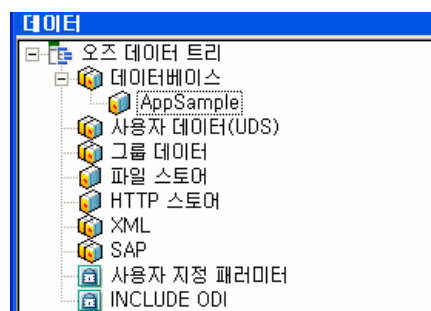 데이터
오즈 데이터 트리
데이터베이스
AppSample
사용자 데이터(UDS)
그룹 데이터
파일 스토어
HTTP 스토어
XML
SAP
사용자 지정 패러미터
INCLUDE ODI